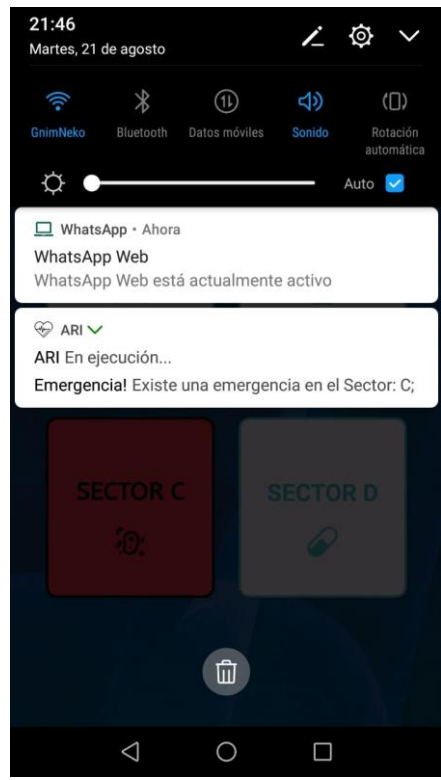 21:46
Martes, 21 de agosto
GnimNeko
Bluetooth
Datos móviles
Sonido
Rotación
automática
Auto
WhatsApp • Ahora
WhatsApp Web
WhatsApp Web está actualmente activo
ARI
ARI En ejecución...
Emergencia! Existe una emergencia en el Sector: C;
SECTOR C
SECTOR D